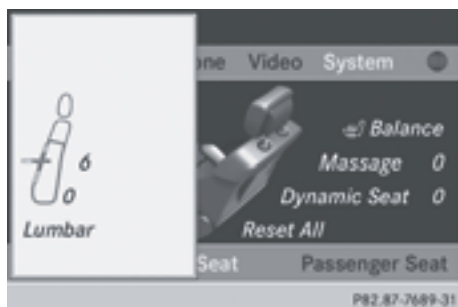 one Video System
Balance
6 Massage 0
0 Dynamic Seat 0
Lumbar Reset All
Seat Passenger Seat
P82.87-7689-31